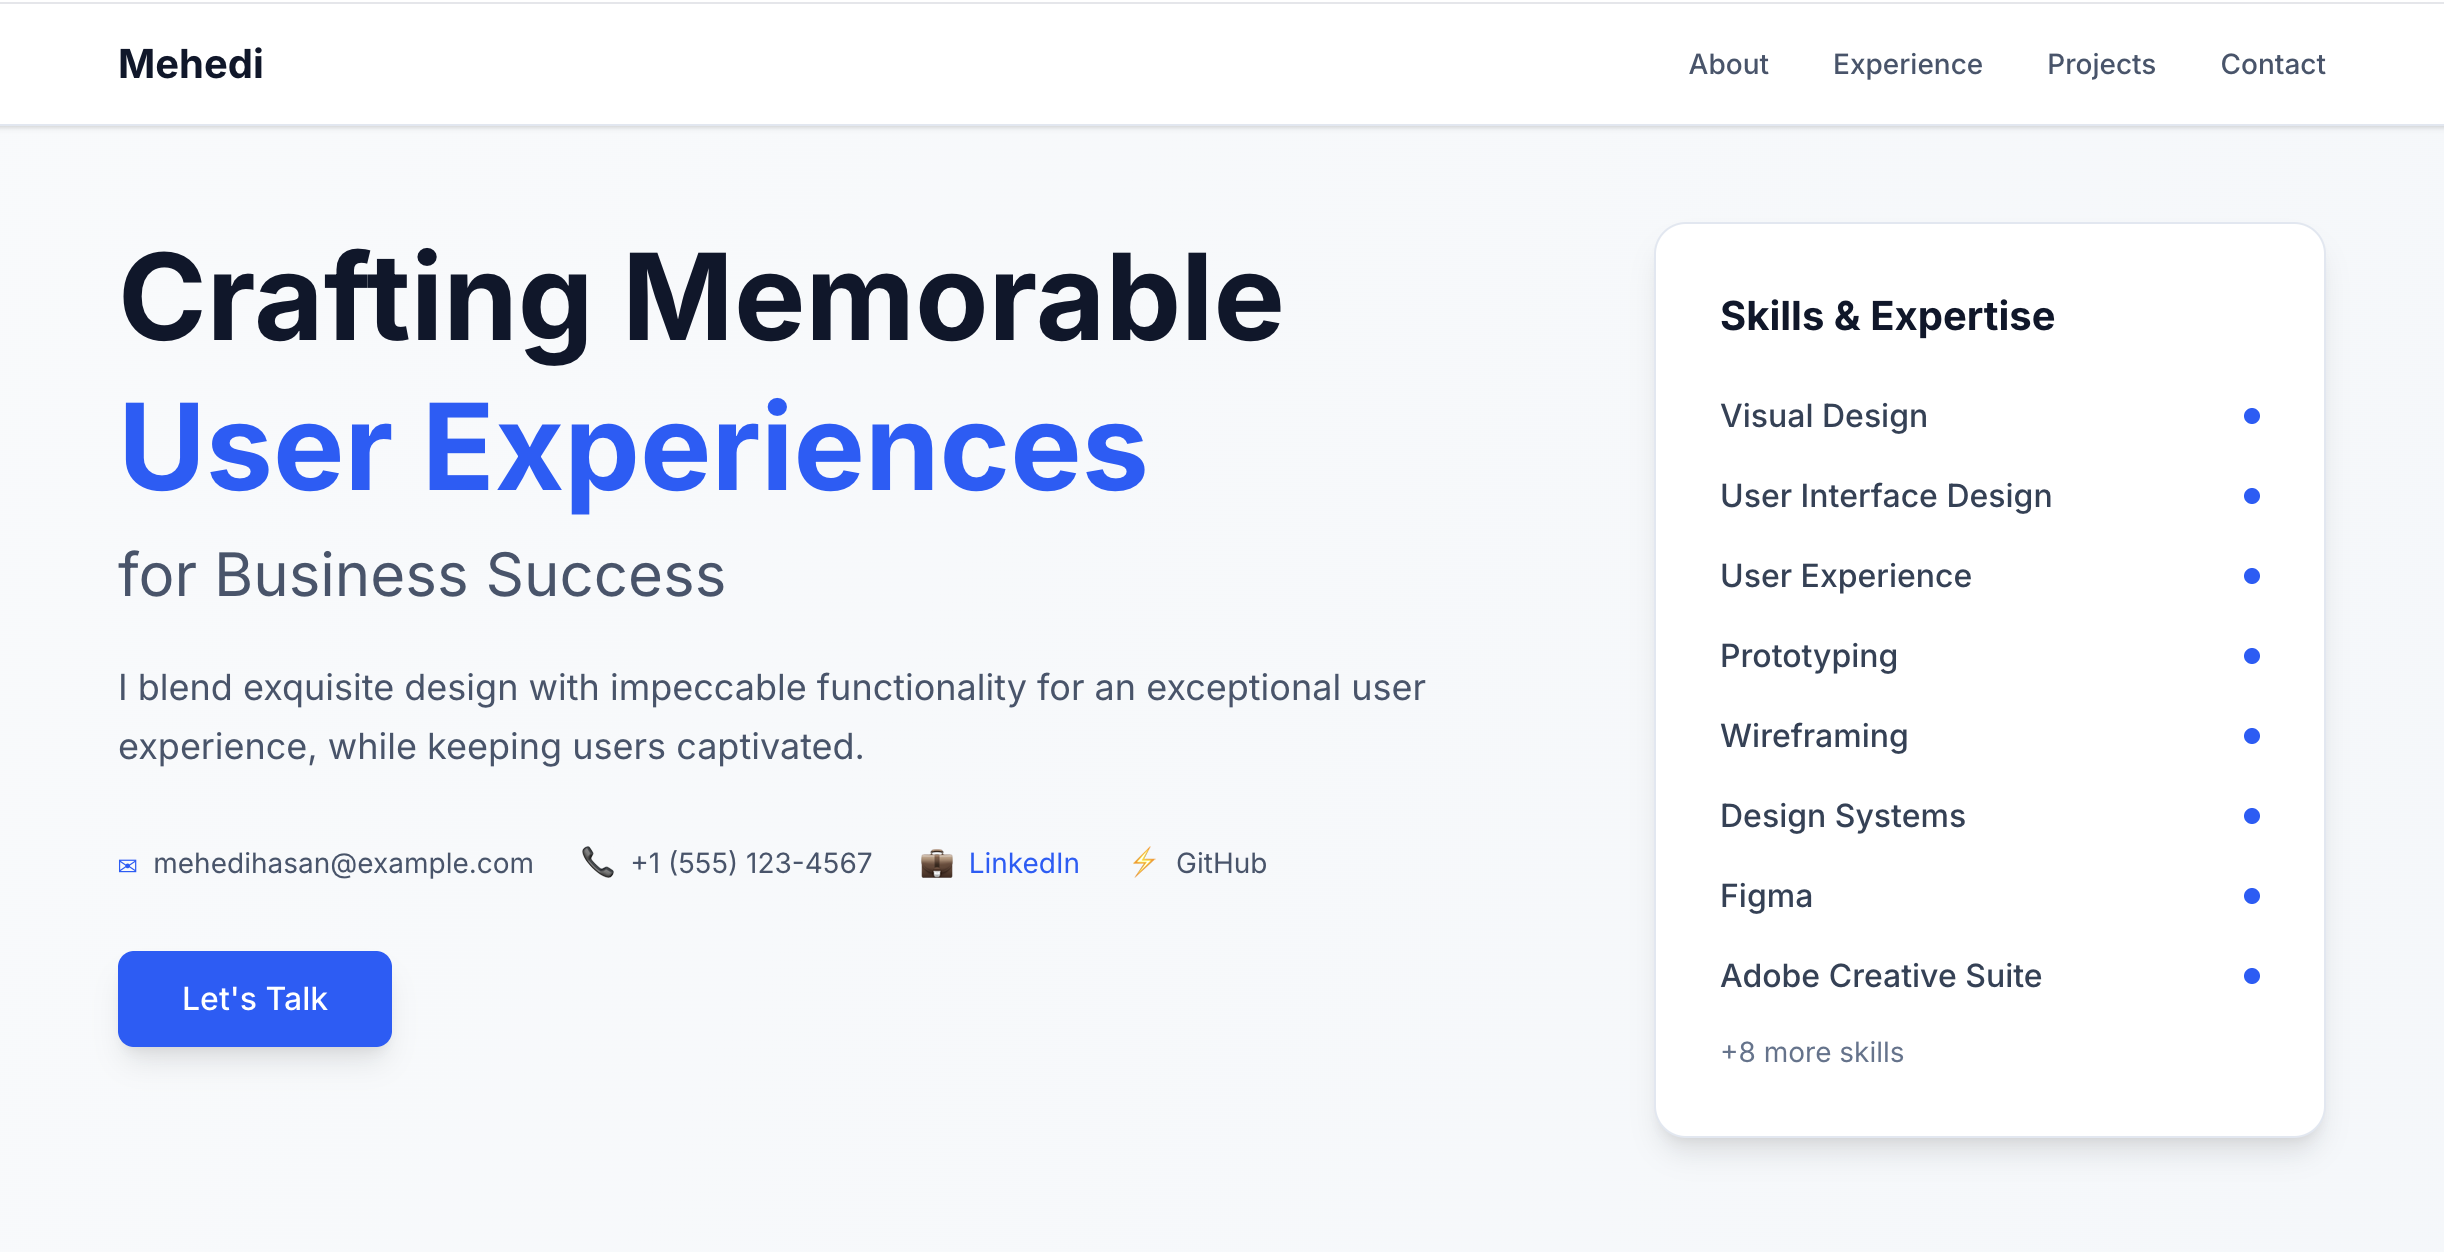 Mehedi
About Experience Projects Contact
Crafting Memorable
User Experiences
for Business Success
I blend exquisite design with impeccable functionality for an exceptional user
experience, while keeping users captivated.
✉ mehedihasan@example.com 📞 +1 (555) 123-4567 💼 LinkedIn ⚡ GitHub
Let's Talk
Skills & Expertise
Visual Design
User Interface Design
User Experience
Prototyping
Wireframing
Design Systems
Figma
Adobe Creative Suite
+8 more skills